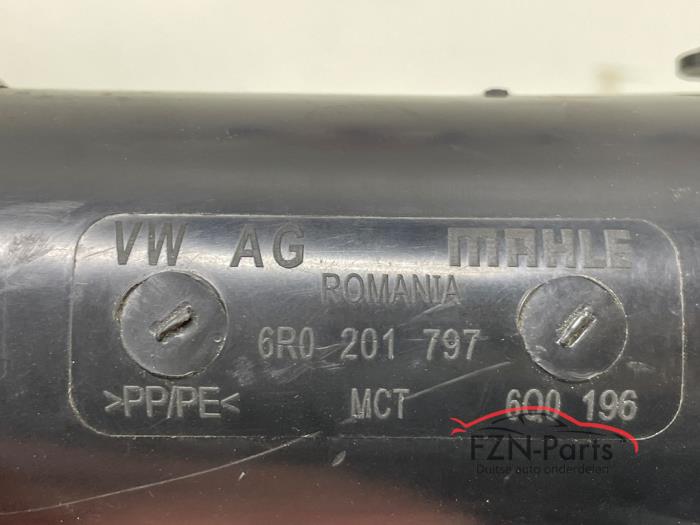 VW AG MAHLE
ROMANIA
6R0 201 797
>PP/PE< MCT 6Q0 196
FZN-Parts
Duitse auto onderdelen